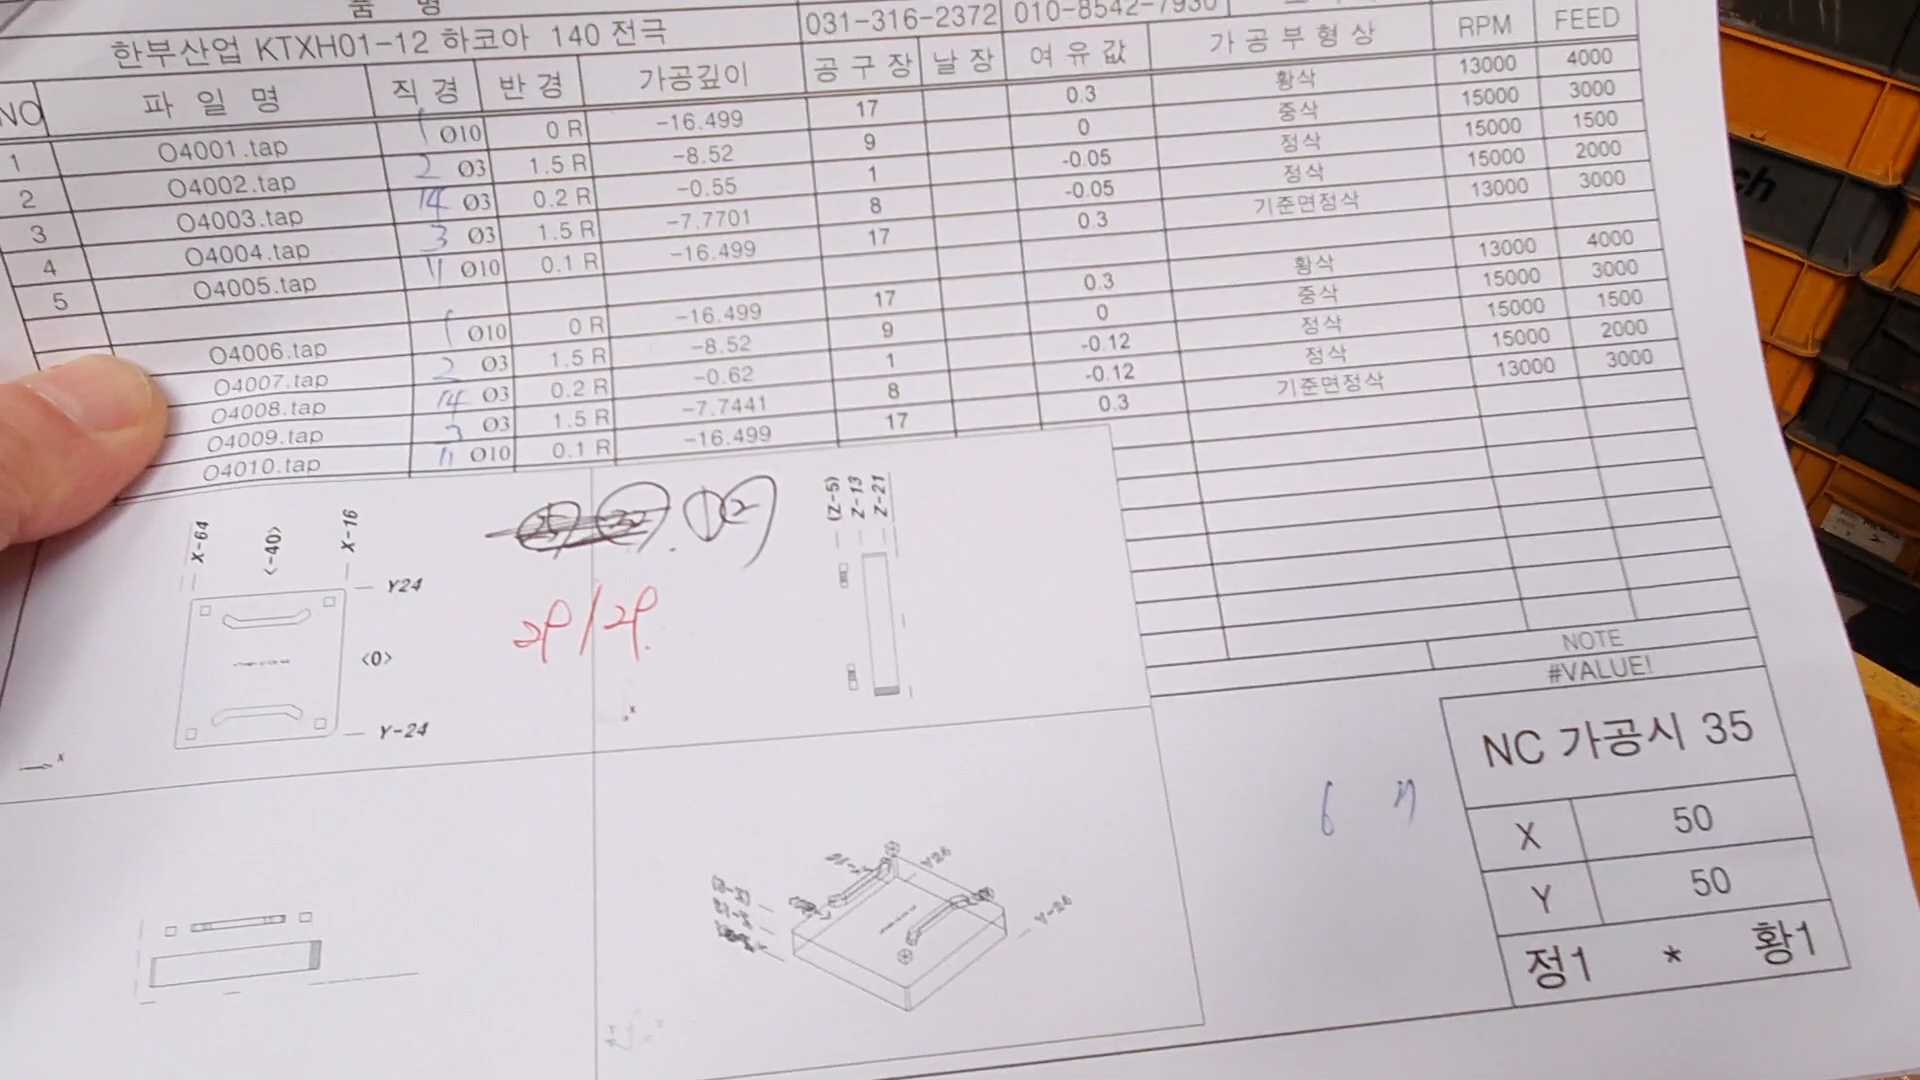 품 명
031-316-2372 010-8542-7930
한부산업 KTXH01-12 하코아 140 전극
NO 파 일 명 직 경 반 경 가공깊이 공 구 장 날 장 여 유 값 가 공 부 형 상 RPM FEED
1 O4001.tap 1 Ø10 0 R -16.499 17 0.3 황삭 13000 4000
2 O4002.tap 2 Ø3 1.5 R -8.52 9 0 중삭 15000 3000
3 O4003.tap 14 Ø3 0.2 R -0.55 1 -0.05 정삭 15000 1500
4 O4004.tap 3 Ø3 1.5 R -7.7701 8 -0.05 정삭 15000 2000
5 O4005.tap 11 Ø10 0.1 R -16.499 17 0.3 기준면정삭 13000 3000
O4006.tap 1 Ø10 0 R -16.499 17 0.3 황삭 13000 4000
O4007.tap 2 Ø3 1.5 R -8.52 9 0 중삭 15000 3000
O4008.tap 14 Ø3 0.2 R -0.62 1 -0.12 정삭 15000 1500
O4009.tap 3 Ø3 1.5 R -7.7441 8 -0.12 정삭 15000 2000
O4010.tap 11 Ø10 0.1 R -16.499 17 0.3 기준면정삭 13000 3000
X-64 <-40> X-16
Y24
<0>
Y-24
x
① ②
2P/2P.
(Z-5) Z-13 Z-21
x
Y26
Y-26
NOTE
#VALUE!
NC 가공시 35
X 50
Y 50
정1 * 황1